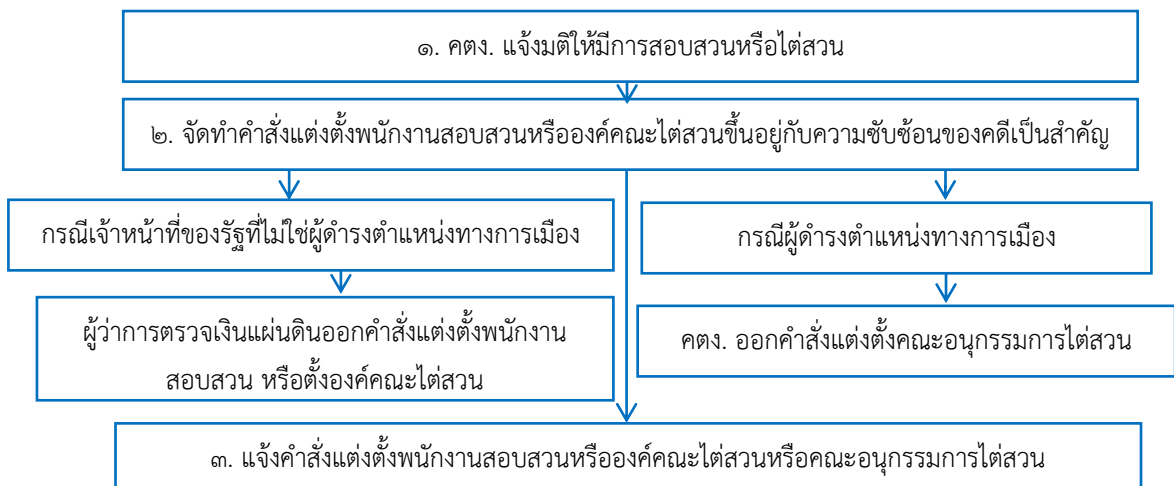 ๑. คตง. แจ้งมติให้มีการสอบสวนหรือไต่สวน
๒. จัดทำคำสั่งแต่งตั้งพนักงานสอบสวนหรือองค์คณะไต่สวนขึ้นอยู่กับความซับซ้อนของคดีเป็นสำคัญ
กรณีเจ้าหน้าที่ของรัฐที่ไม่ใช่ผู้ดำรงตำแหน่งทางการเมือง
กรณีผู้ดำรงตำแหน่งทางการเมือง
ผู้ว่าการตรวจเงินแผ่นดินออกคำสั่งแต่งตั้งพนักงาน
สอบสวน หรือตั้งองค์คณะไต่สวน
คตง. ออกคำสั่งแต่งตั้งคณะอนุกรรมการไต่สวน
๓. แจ้งคำสั่งแต่งตั้งพนักงานสอบสวนหรือองค์คณะไต่สวนหรือคณะอนุกรรมการไต่สวน